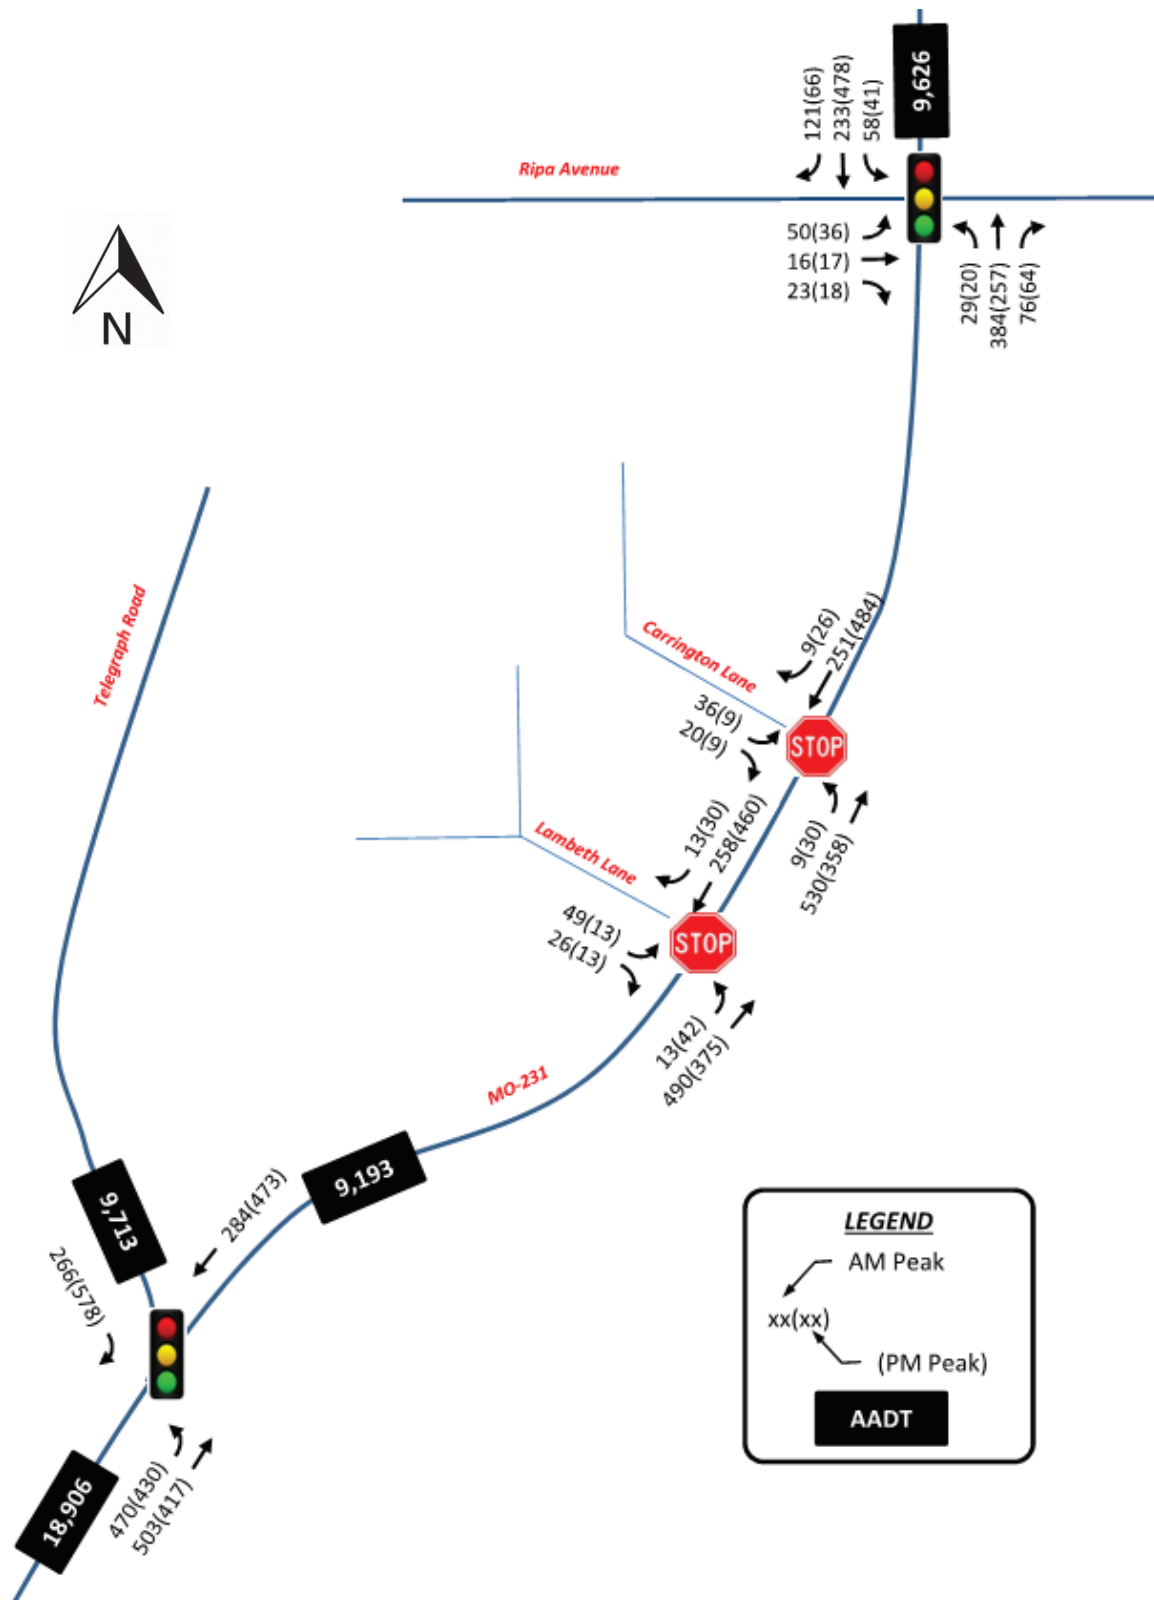 9,626
121(66)
233(478)
58(41)
Ripa Avenue
50(36)
16(17)
23(18)
29(20)
384(257)
76(64)
N
Telegraph Road
Carrington Lane
9(26)
251(484)
36(9)
20(9)
STOP
9(30)
530(358)
Lambeth Lane
13(30)
258(460)
49(13)
26(13)
STOP
13(42)
490(375)
MO-231
9,193
9,713
284(473)
266(578)
470(430)
503(417)
18,906
LEGEND
AM Peak
xx(xx)
(PM Peak)
AADT